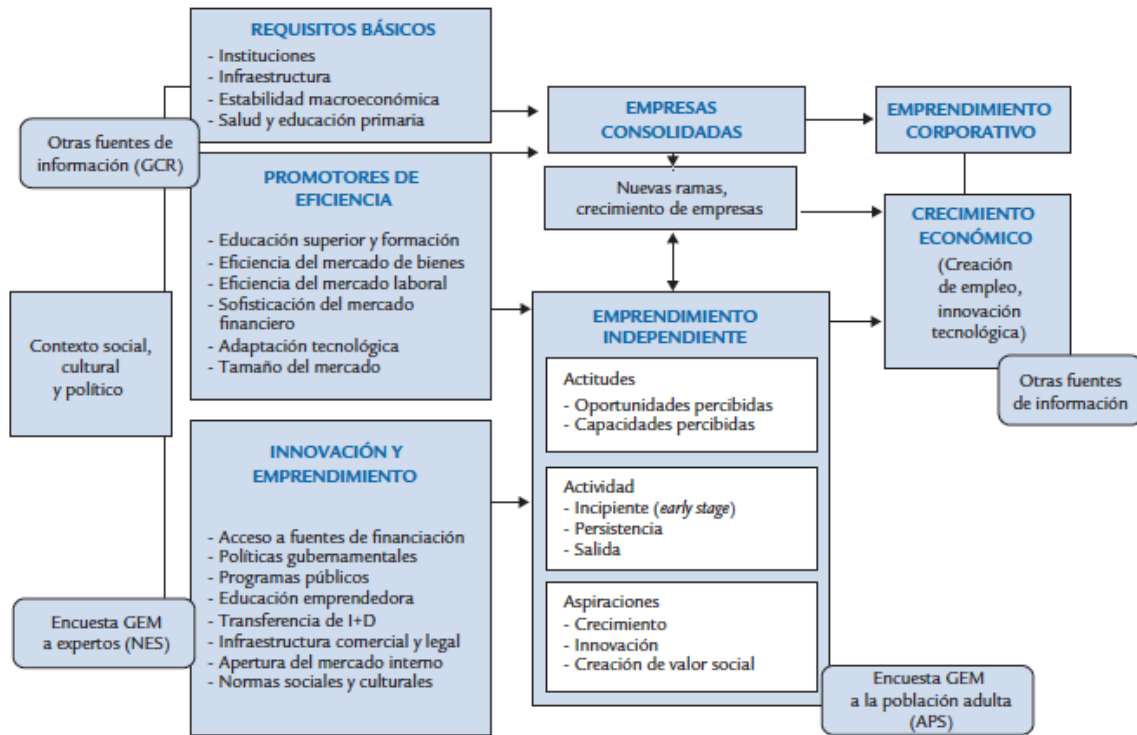 REQUISITOS BÁSICOS
- Instituciones
- Infraestructura
- Estabilidad macroeconómica
- Salud y educación primaria
Otras fuentes de
información (GCR)
PROMOTORES DE
EFICIENCIA
- Educación superior y formación
- Eficiencia del mercado de bienes
- Eficiencia del mercado laboral
- Sofisticación del mercado
financiero
- Adaptación tecnológica
- Tamaño del mercado
Contexto social,
cultural
y político
INNOVACIÓN Y
EMPRENDIMIENTO
- Acceso a fuentes de financiación
- Políticas gubernamentales
- Programas públicos
- Educación emprendedora
- Transferencia de I+D
- Infraestructura comercial y legal
- Apertura del mercado interno
- Normas sociales y culturales
Encuesta GEM
a expertos (NES)
EMPRESAS
CONSOLIDADAS
Nuevas ramas,
crecimiento de empresas
EMPRENDIMIENTO
INDEPENDIENTE
Actitudes
- Oportunidades percibidas
- Capacidades percibidas
Actividad
- Incipiente (early stage)
- Persistencia
- Salida
Aspiraciones
- Crecimiento
- Innovación
- Creación de valor social
Encuesta GEM
a la población adulta
(APS)
EMPRENDIMIENTO
CORPORATIVO
CRECIMIENTO
ECONÓMICO
(Creación
de empleo,
innovación
tecnológica)
Otras fuentes
de información